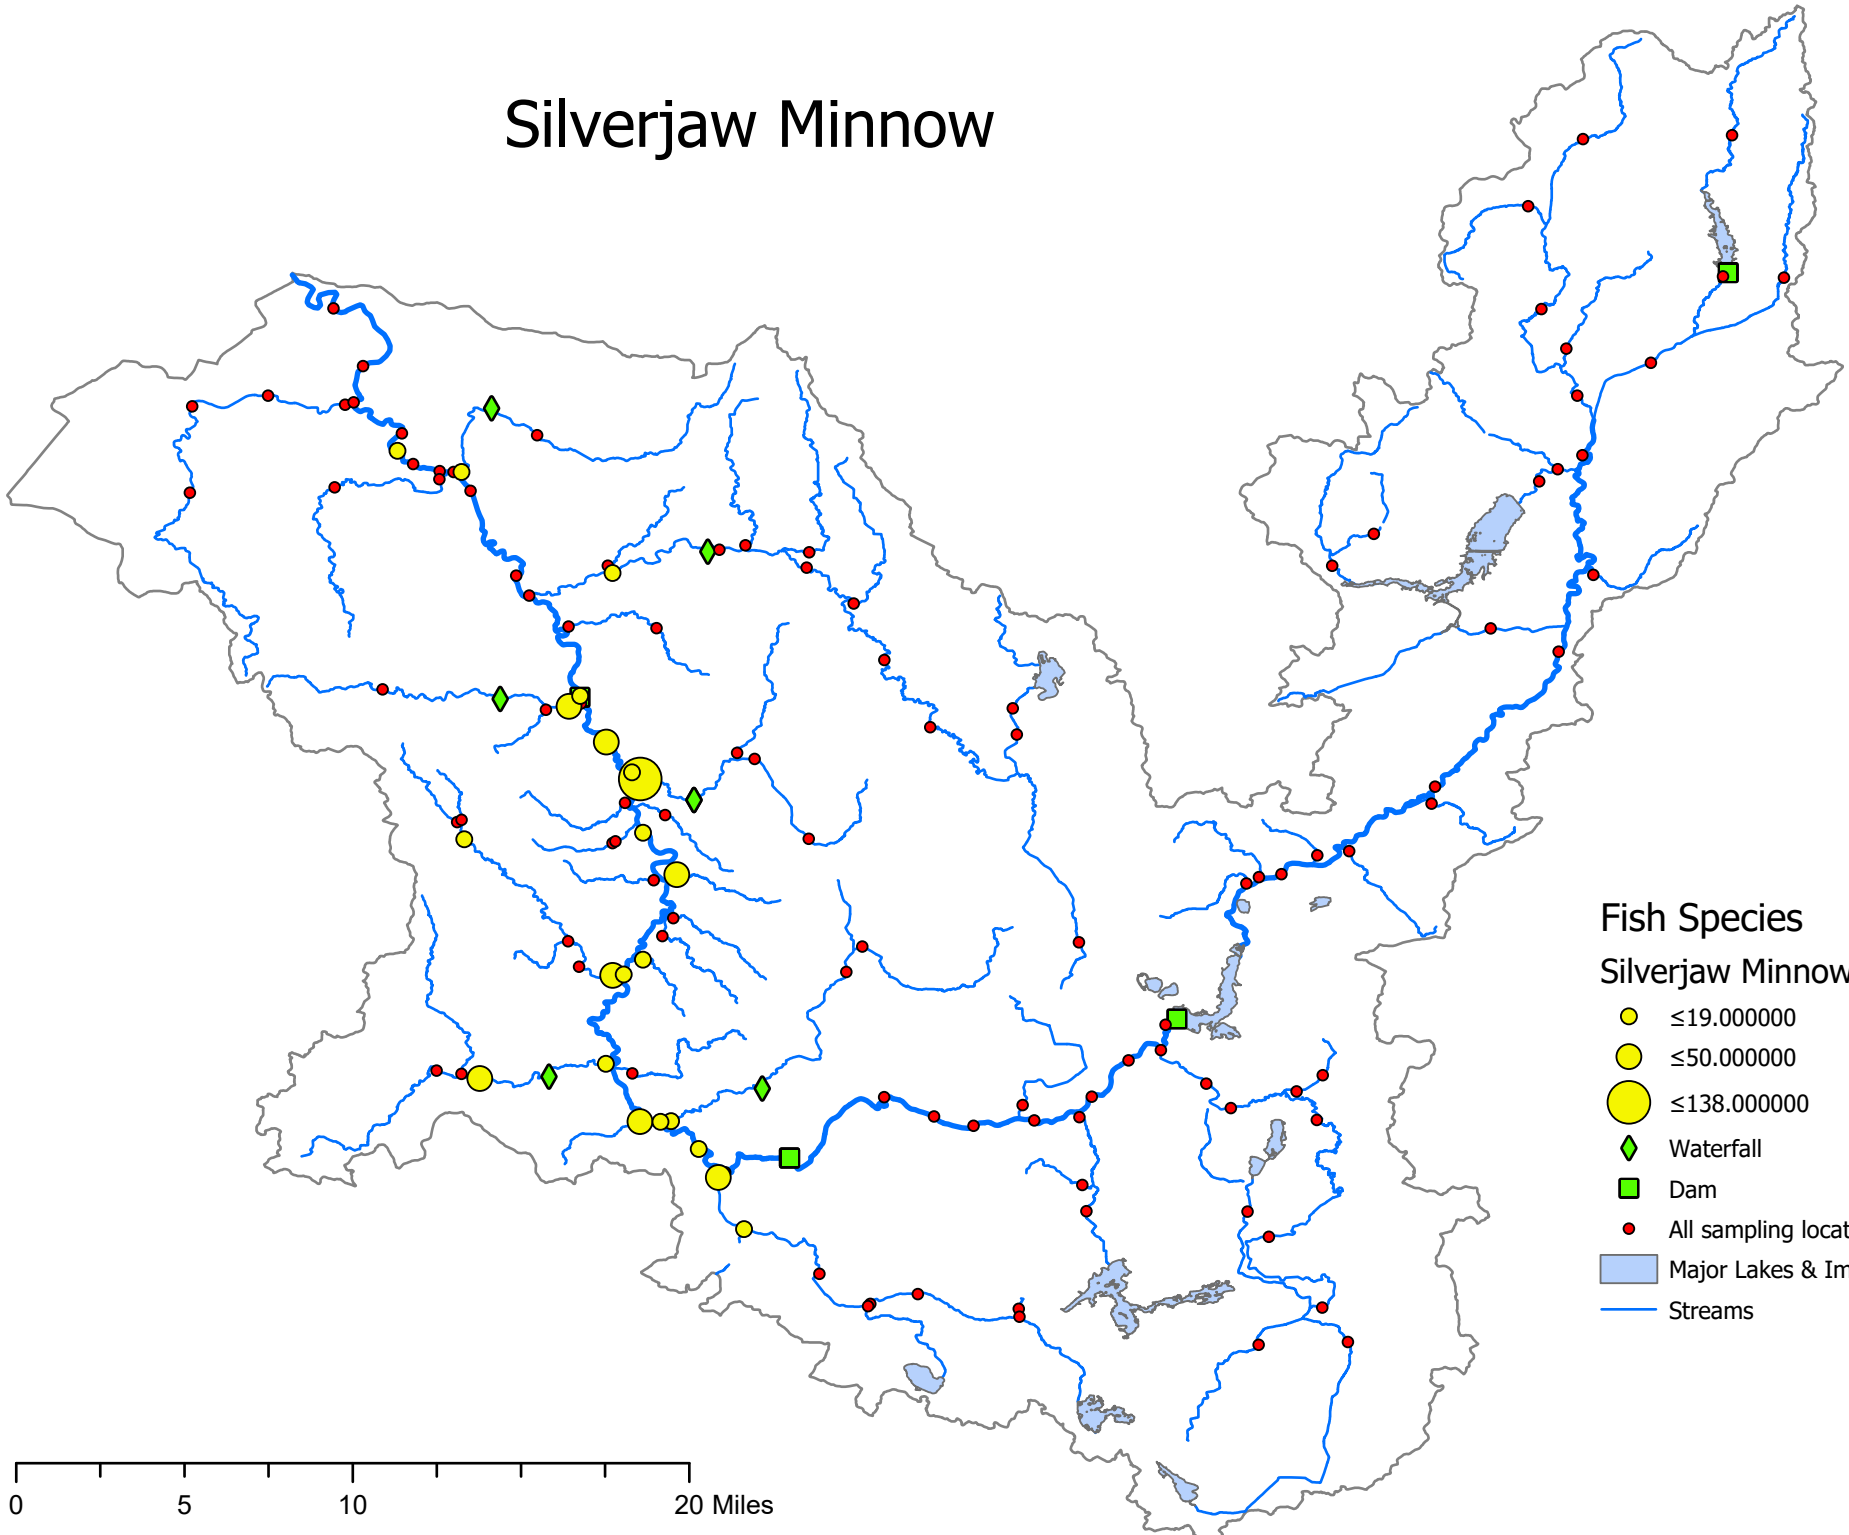 Silverjaw Minnow
Fish Species
Silverjaw Minnow
≤19.000000
≤50.000000
≤138.000000
Waterfall
Dam
All sampling locat
Major Lakes & Im
Streams
0 5 10 20 Miles